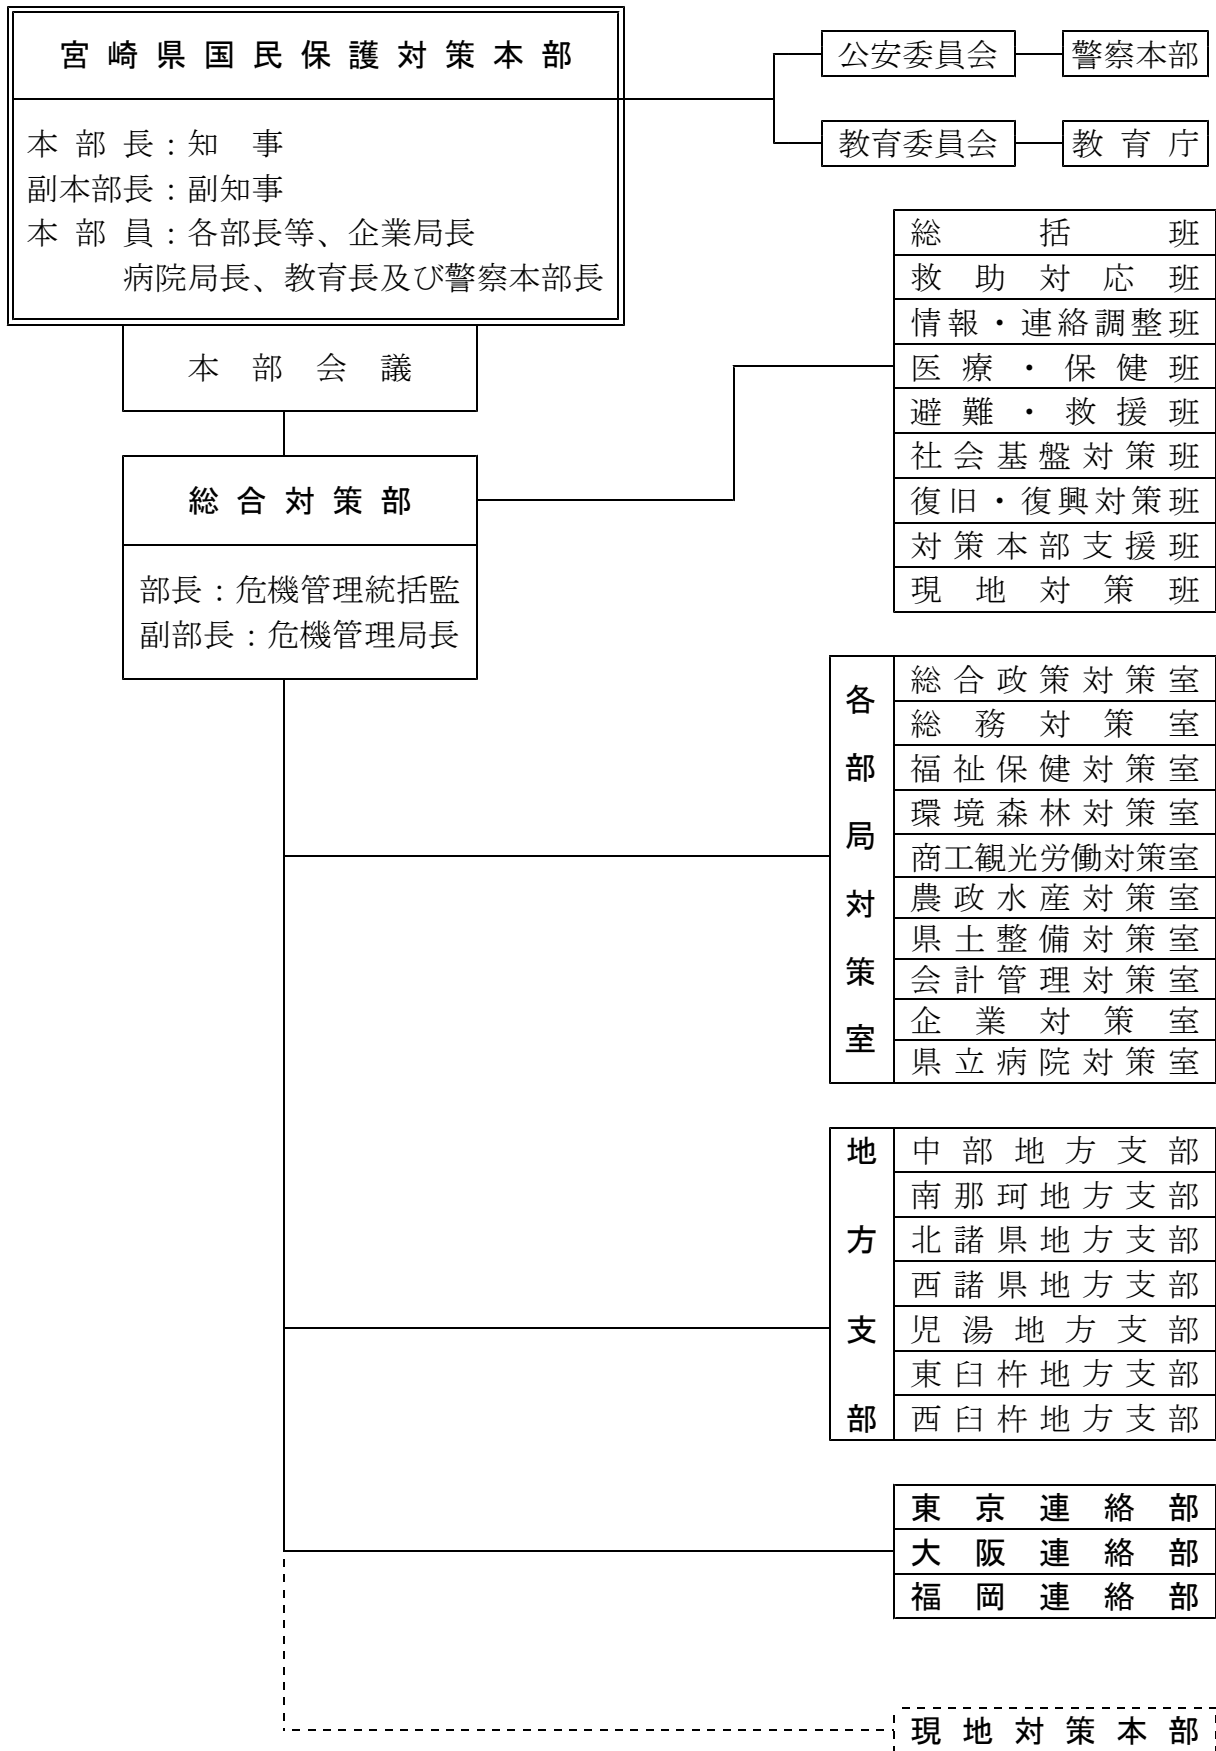 宮崎県国民保護対策本部
本部長：知　事
副本部長：副知事
本部員：各部長等、企業局長
病院局長、教育長及び警察本部長
本部会議
総合対策部
部長：危機管理統括監
副部長：危機管理局長
公安委員会
警察本部
教育委員会
教育庁
総括班
救助対応班
情報・連絡調整班
医療・保健班
避難・救援班
社会基盤対策班
復旧・復興対策班
対策本部支援班
現地対策班
各部局対策室
総合政策対策室
総務対策室
福祉保健対策室
環境森林対策室
商工観光労働対策室
農政水産対策室
県土整備対策室
会計管理対策室
企業対策室
県立病院対策室
地方支部
中部地方支部
南那珂地方支部
北諸県地方支部
西諸県地方支部
児湯地方支部
東臼杵地方支部
西臼杵地方支部
東京連絡部
大阪連絡部
福岡連絡部
現地対策本部